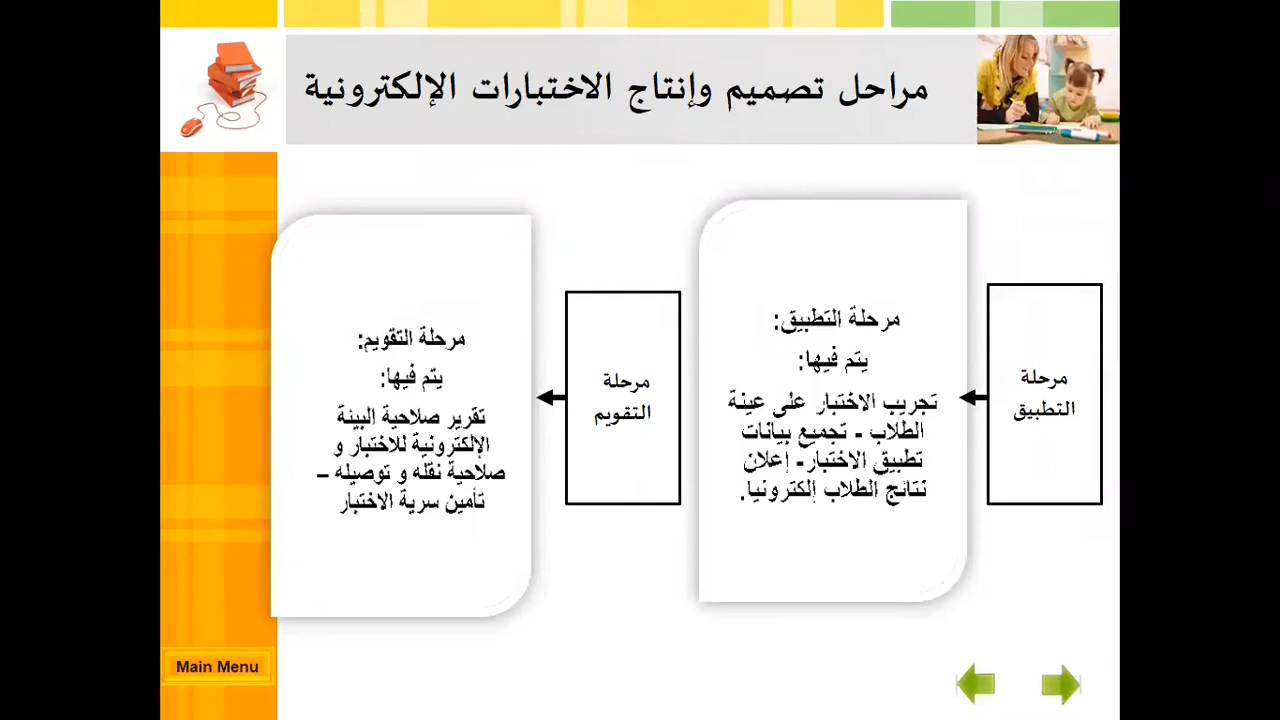 مراحل تصميم وإنتاج الاختبارات الإلكترونية
مرحلة
التطبيق
مرحلة التطبيق:
يتم فيها:
تجريب الاختبار على عينة
الطلاب - تجميع بيانات
تطبيق الاختبار- إعلان
نتائج الطلاب إلكترونيا.
مرحلة
التقويم
مرحلة التقويم:
يتم فيها:
تقرير صلاحية البيئة
الإلكترونية للاختبار و
صلاحية نقله و توصيله –
تأمين سرية الاختبار
Main Menu